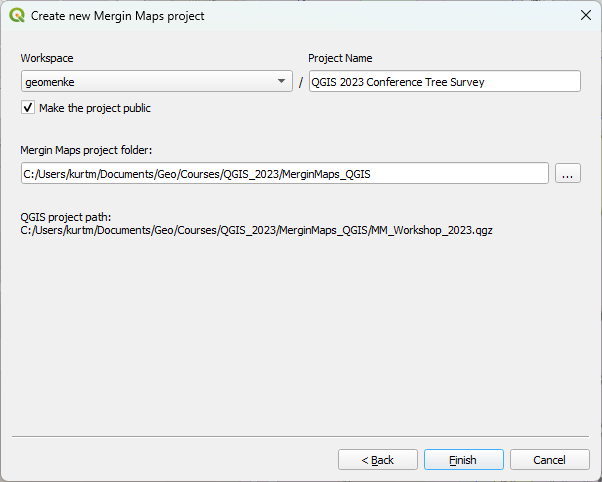 Create new Mergin Maps project
Workspace
Project Name
geomenke
/
QGIS 2023 Conference Tree Survey
Make the project public
Mergin Maps project folder:
C:/Users/kurtm/Documents/Geo/Courses/QGIS_2023/MerginMaps_QGIS
...
QGIS project path:
C:/Users/kurtm/Documents/Geo/Courses/QGIS_2023/MerginMaps_QGIS/MM_Workshop_2023.qgz
< Back
Finish
Cancel